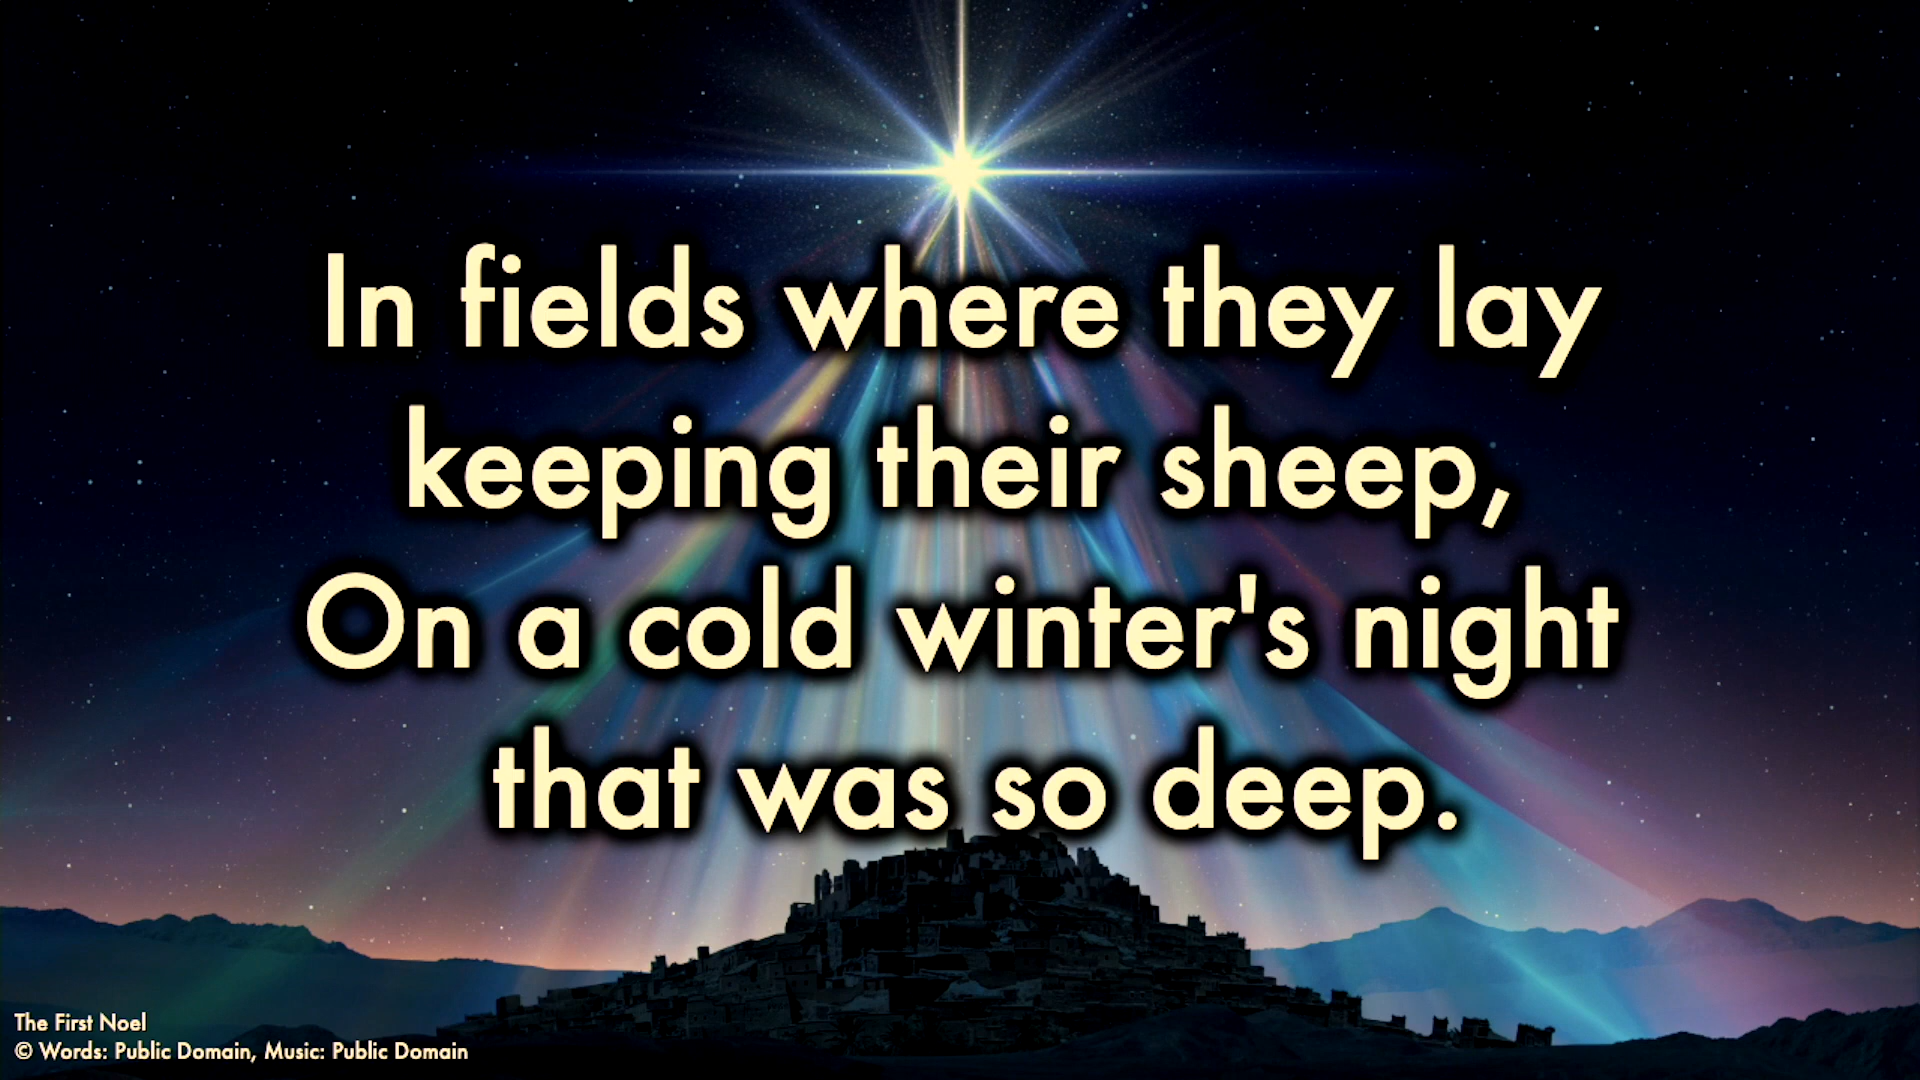 In fields where they lay
keeping their sheep,
On a cold winter's night
that was so deep.
The First Noel
© Words: Public Domain, Music: Public Domain